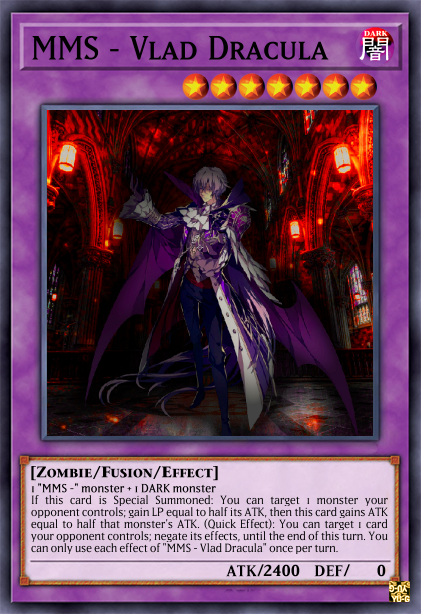 MMS - Vlad Dracula
DARK
闇
[Zombie/Fusion/Effect]
1 "MMS -" monster + 1 DARK monster
If this card is Special Summoned: You can target 1 monster your
opponent controls; gain LP equal to half its ATK, then this card gains ATK
equal to half that monster's ATK. (Quick Effect): You can target 1 card
your opponent controls; negate its effects, until the end of this turn. You
can only use each effect of "MMS - Vlad Dracula" once per turn.
ATK/2400 DEF/ 0